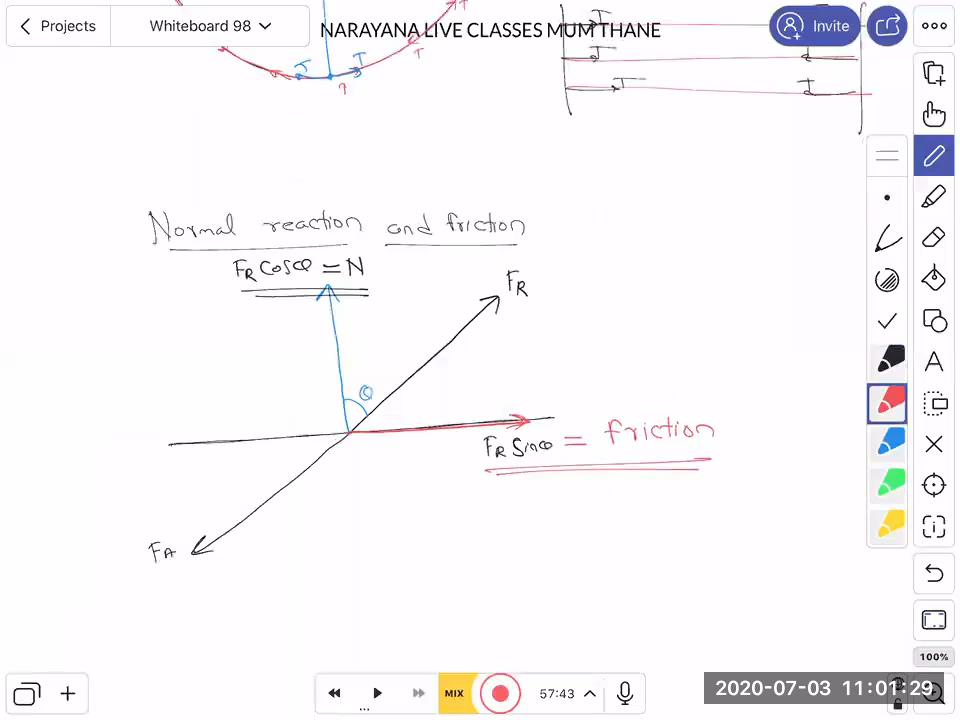 Projects
Whiteboard 98
NARAYANA LIVE CLASSES MUM THANE
Invite
T
T
T
T
T
T
T
T
T
Normal reaction and friction
FR Cosθ = N
FR
θ
FR Sinθ = friction
FA
A
100%
MIX
57:43
2020-07-03 11:01:29